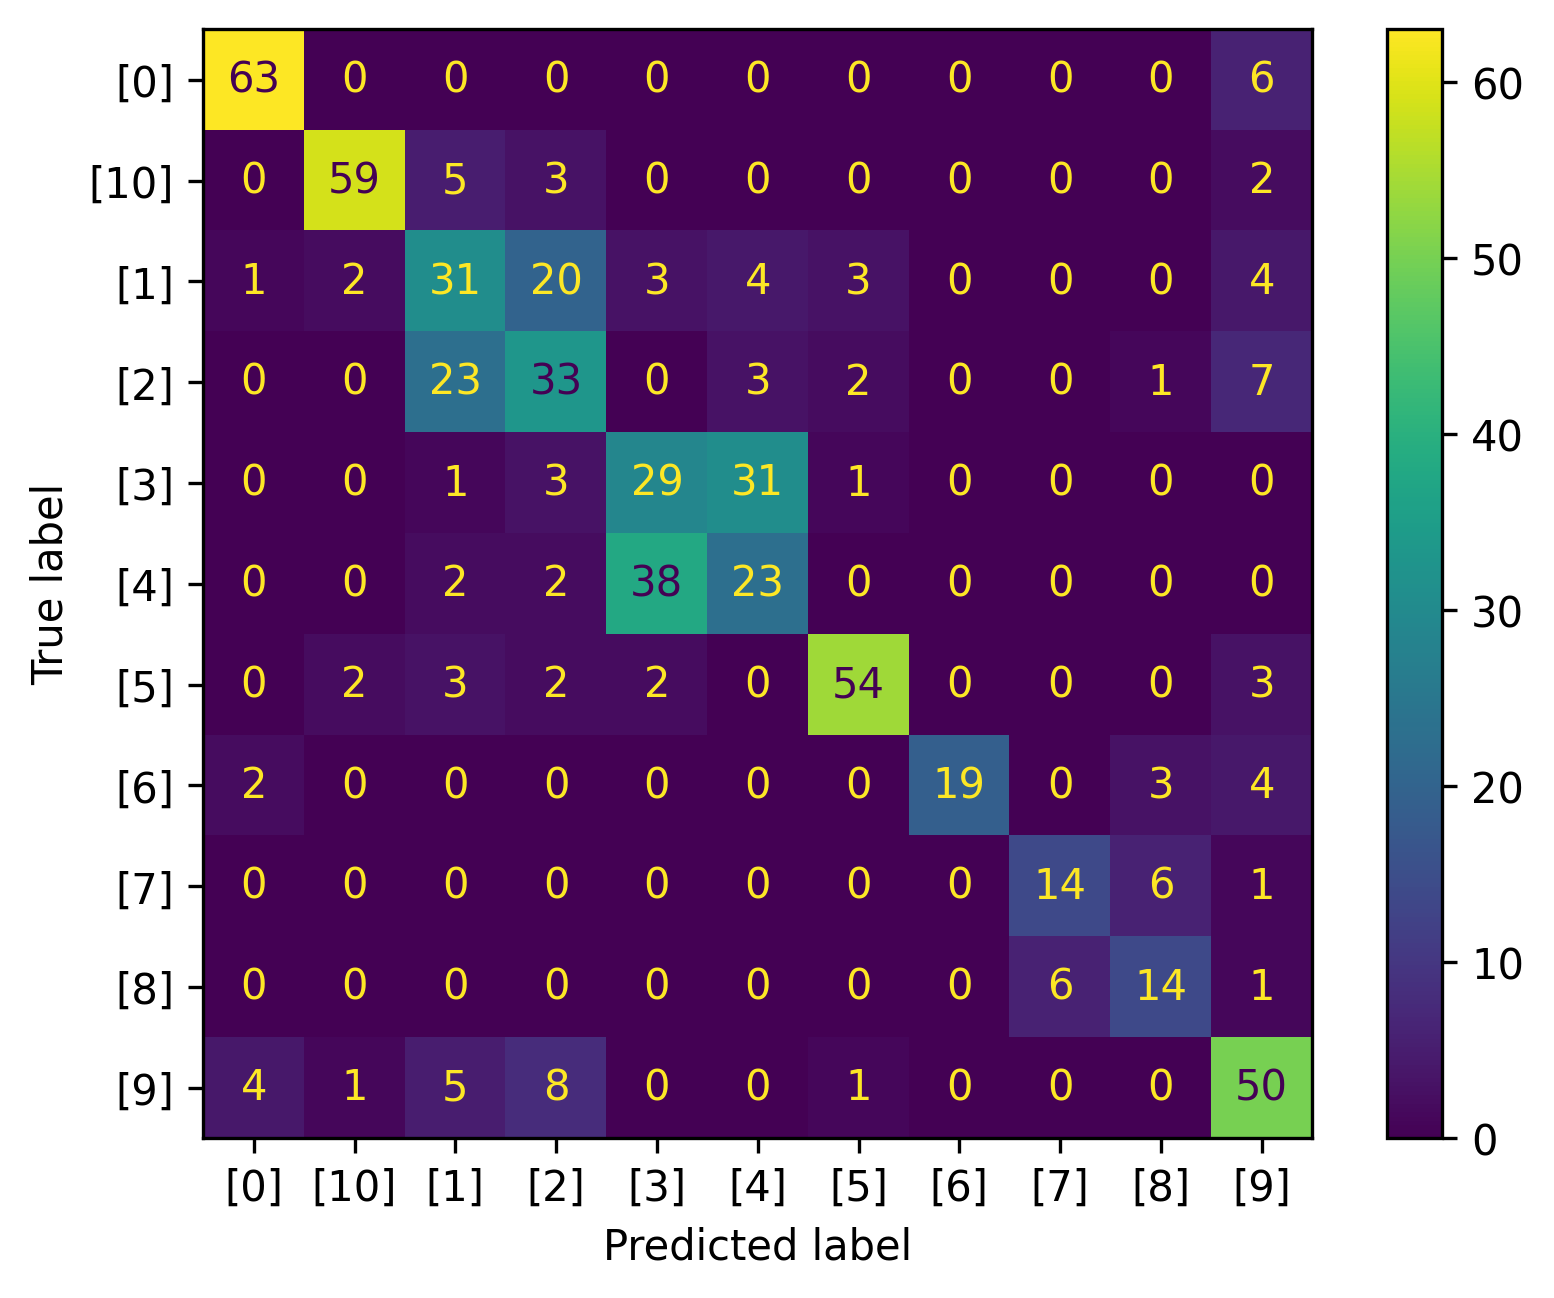 [0] 63 0 0 0 0 0 0 0 0 0 6
[10] 0 59 5 3 0 0 0 0 0 0 2
[1] 1 2 31 20 3 4 3 0 0 0 4
[2] 0 0 23 33 0 3 2 0 0 1 7
[3] 0 0 1 3 29 31 1 0 0 0 0
[4] 0 0 2 2 38 23 0 0 0 0 0
[5] 0 2 3 2 2 0 54 0 0 0 3
[6] 2 0 0 0 0 0 0 19 0 3 4
[7] 0 0 0 0 0 0 0 0 14 6 1
[8] 0 0 0 0 0 0 0 0 6 14 1
[9] 4 1 5 8 0 0 1 0 0 0 50
[0] [10] [1] [2] [3] [4] [5] [6] [7] [8] [9]
Predicted label
True label
60
50
40
30
20
10
0